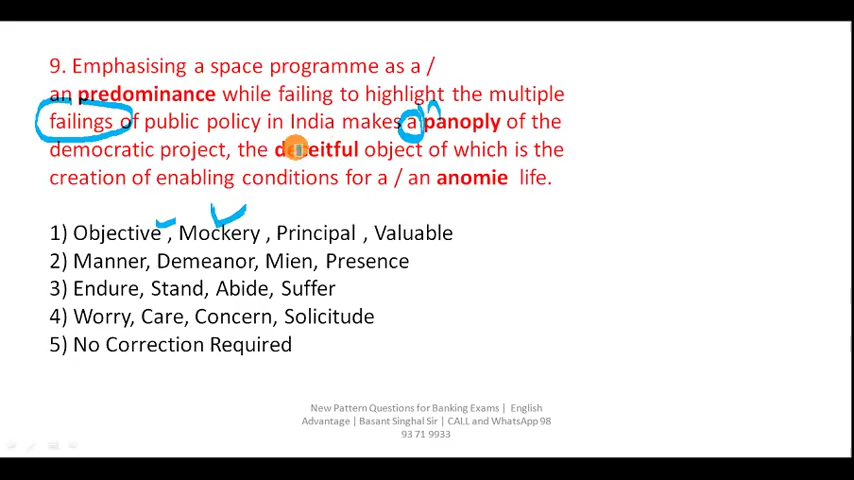 9. Emphasising a space programme as a /
an predominance while failing to highlight the multiple
failings of public policy in India makes a panoply of the
democratic project, the deceitful object of which is the
creation of enabling conditions for a / an anomie life.
1) Objective , Mockery , Principal , Valuable
2) Manner, Demeanor, Mien, Presence
3) Endure, Stand, Abide, Suffer
4) Worry, Care, Concern, Solicitude
5) No Correction Required
New Pattern Questions for Banking Exams | English
Advantage | Basant Singhal Sir | CALL and WhatsApp 98
93 71 9933